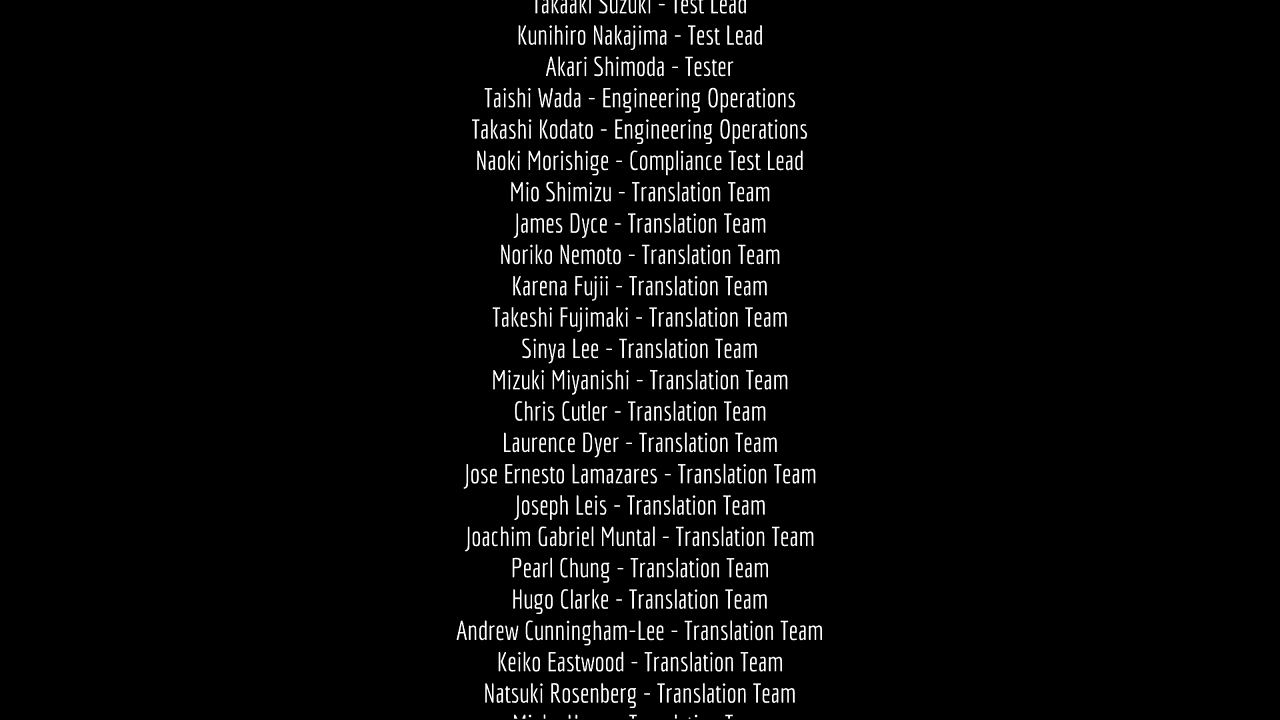 Takaaki Suzuki - Test Lead
Kunihiro Nakajima - Test Lead
Akari Shimoda - Tester
Taishi Wada - Engineering Operations
Takashi Kodato - Engineering Operations
Naoki Morishige - Compliance Test Lead
Mio Shimizu - Translation Team
James Dyce - Translation Team
Noriko Nemoto - Translation Team
Karena Fujii - Translation Team
Takeshi Fujimaki - Translation Team
Sinya Lee - Translation Team
Mizuki Miyanishi - Translation Team
Chris Cutler - Translation Team
Laurence Dyer - Translation Team
Jose Ernesto Lamazares - Translation Team
Joseph Leis - Translation Team
Joachim Gabriel Muntal - Translation Team
Pearl Chung - Translation Team
Hugo Clarke - Translation Team
Andrew Cunningham-Lee - Translation Team
Keiko Eastwood - Translation Team
Natsuki Rosenberg - Translation Team